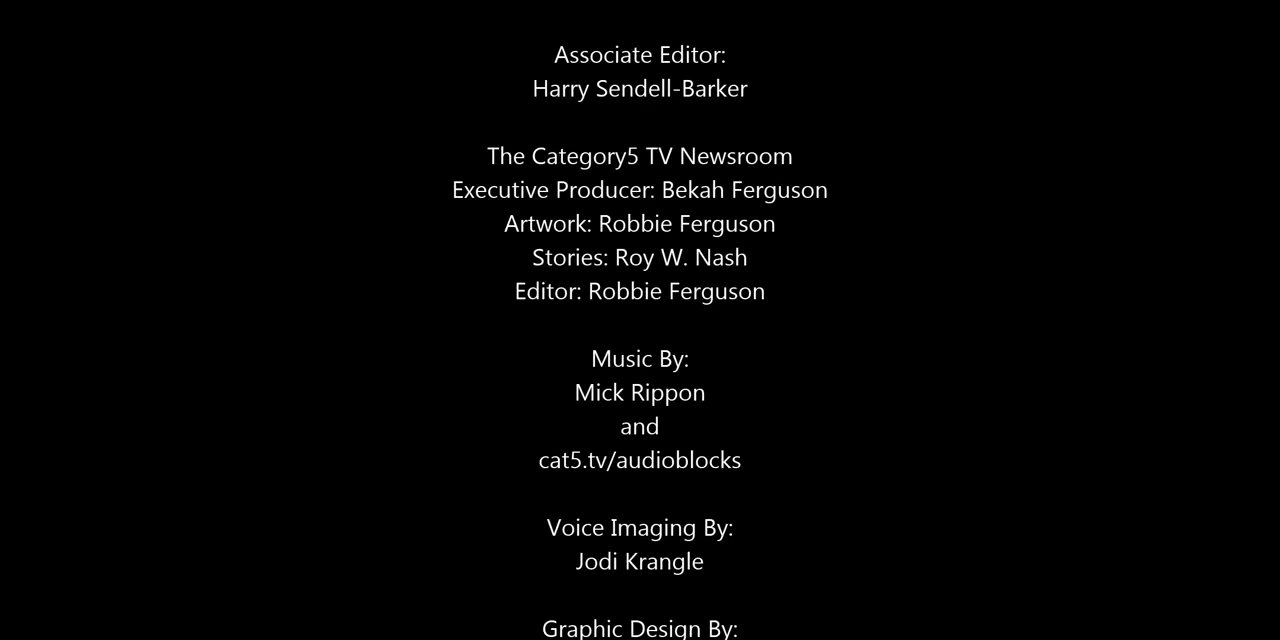 Associate Editor:
Harry Sendell-Barker
The Category5 TV Newsroom
Executive Producer: Bekah Ferguson
Artwork: Robbie Ferguson
Stories: Roy W. Nash
Editor: Robbie Ferguson
Music By:
Mick Rippon
and
cat5.tv/audioblocks
Voice Imaging By:
Jodi Krangle
Graphic Design By: